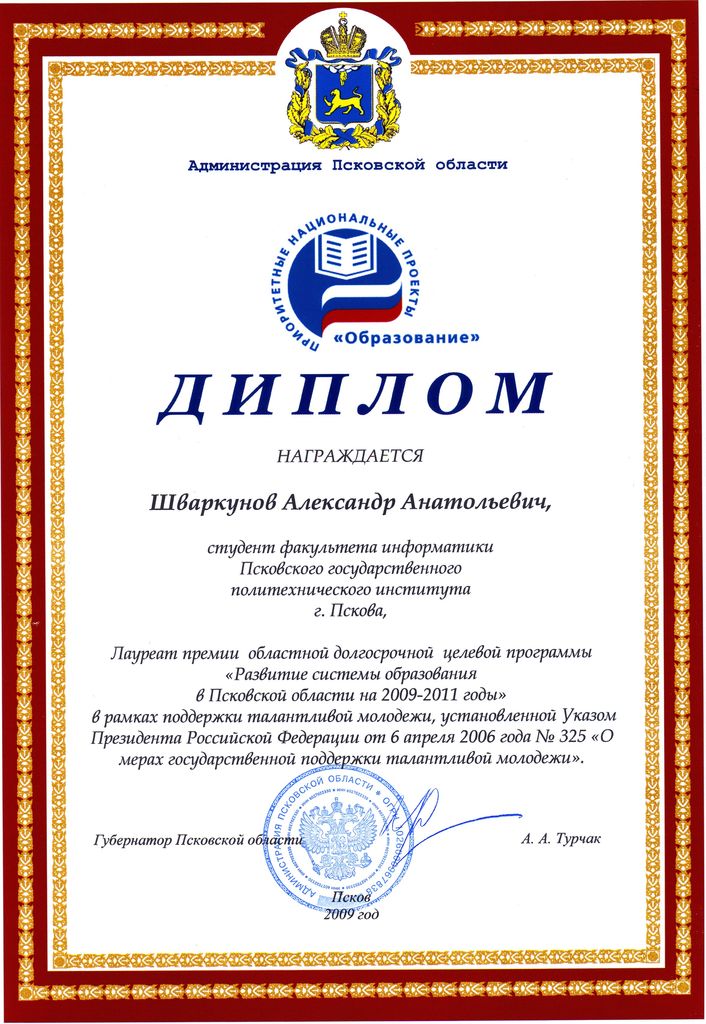 Администрация Псковской области
ПРИОРИТЕТНЫЕ НАЦИОНАЛЬНЫЕ ПРОЕКТЫ
«Образование»
ДИПЛОМ
НАГРАЖДАЕТСЯ
Шваркунов Александр Анатольевич,
студент факультета информатики
Псковского государственного
политехнического института
г. Пскова,
Лауреат премии областной долгосрочной целевой программы
«Развитие системы образования
в Псковской области на 2009-2011 годы»
в рамках поддержки талантливой молодежи, установленной Указом
Президента Российской Федерации от 6 апреля 2006 года № 325 «О
мерах государственной поддержки талантливой молодежи».
АДМИНИСТРАЦИЯ ПСКОВСКОЙ ОБЛАСТИ * ОГРН
Губернатор Псковской области
А. А. Турчак
Псков
2009 год